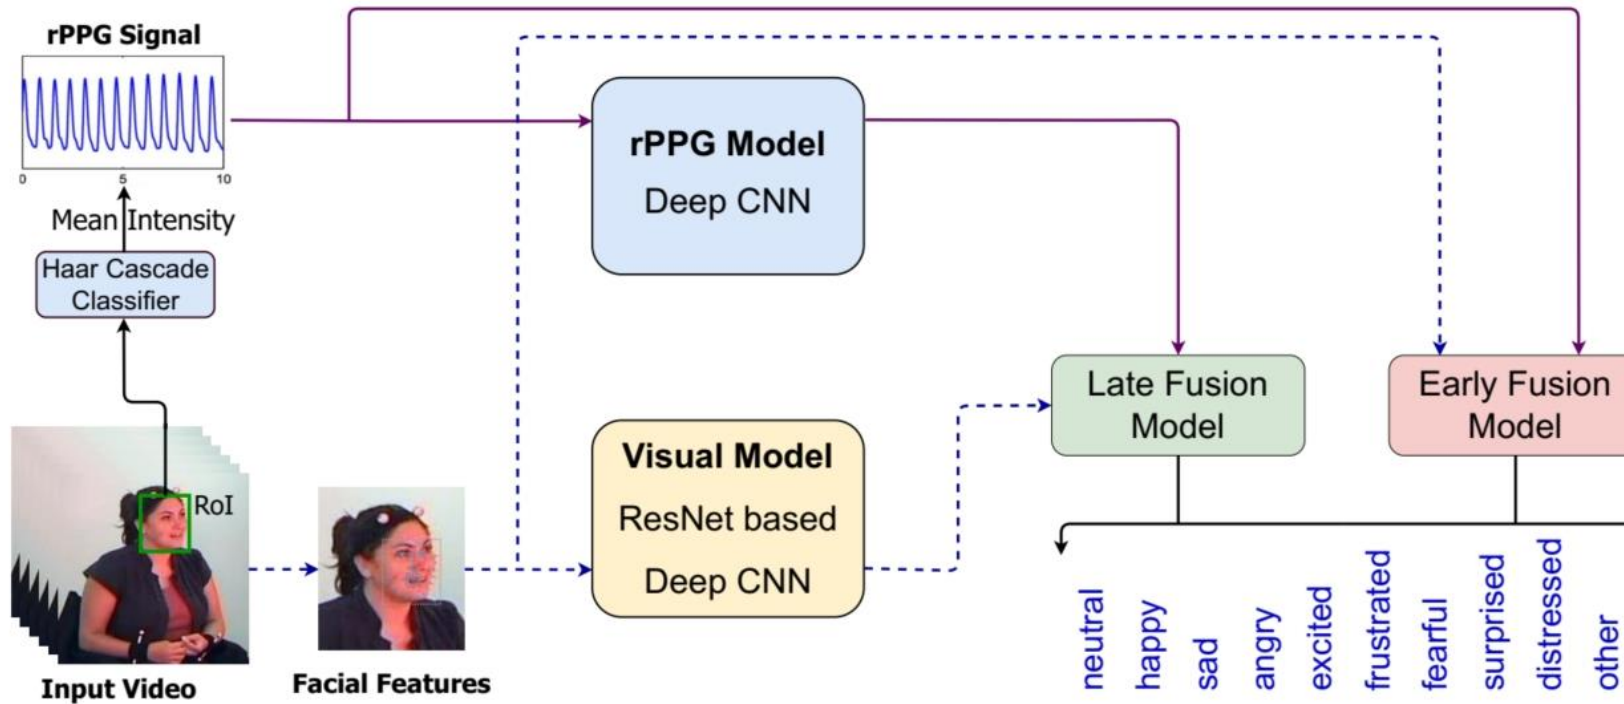 rPPG Signal
0 5 10
Mean Intensity
Haar Cascade
Classifier
RoI
Input Video
Facial Features
rPPG Model
Deep CNN
Visual Model
ResNet based
Deep CNN
Late Fusion
Model
Early Fusion
Model
neutral
happy
sad
angry
excited
frustrated
fearful
surprised
distressed
other